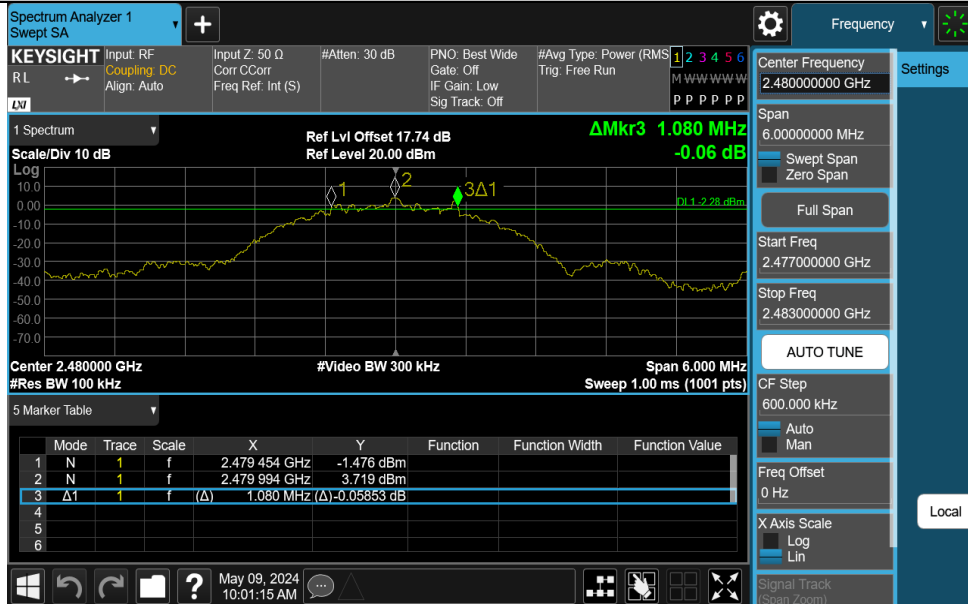 Spectrum Analyzer 1
Swept SA
+
Frequency
KEYSIGHT
RL
LXI
Input: RF
Coupling: DC
Align: Auto
Input Z: 50 Ω
Corr CCorr
Freq Ref: Int (S)
#Atten: 30 dB
PNO: Best Wide
Gate: Off
IF Gain: Low
Sig Track: Off
#Avg Type: Power (RMS
Trig: Free Run
1 2 3 4 5 6
M W W W W W
P P P P P P
1 Spectrum
Scale/Div 10 dB
Ref Lvl Offset 17.74 dB
Ref Level 20.00 dBm
ΔMkr3 1.080 MHz
-0.06 dB
Log
10.0
0.00
-10.0
-20.0
-30.0
-40.0
-50.0
-60.0
-70.0
1
2
3Δ1
DL1 -2.28 dBm
Center 2.480000 GHz
#Video BW 300 kHz
Span 6.000 MHz
#Res BW 100 kHz
Sweep 1.00 ms (1001 pts)
5 Marker Table
Mode Trace Scale X Y Function Function Width Function Value
1 N 1 f 2.479 454 GHz -1.476 dBm
2 N 1 f 2.479 994 GHz 3.719 dBm
3 Δ1 1 f (Δ) 1.080 MHz (Δ)-0.05853 dB
4
5
6
?
May 09, 2024
10:01:15 AM
Center Frequency
2.480000000 GHz
Settings
Span
6.00000000 MHz
Swept Span
Zero Span
Full Span
Start Freq
2.477000000 GHz
Stop Freq
2.483000000 GHz
AUTO TUNE
CF Step
600.000 kHz
Auto
Man
Freq Offset
0 Hz
Local
X Axis Scale
Log
Lin
Signal Track
(Span Zoom)